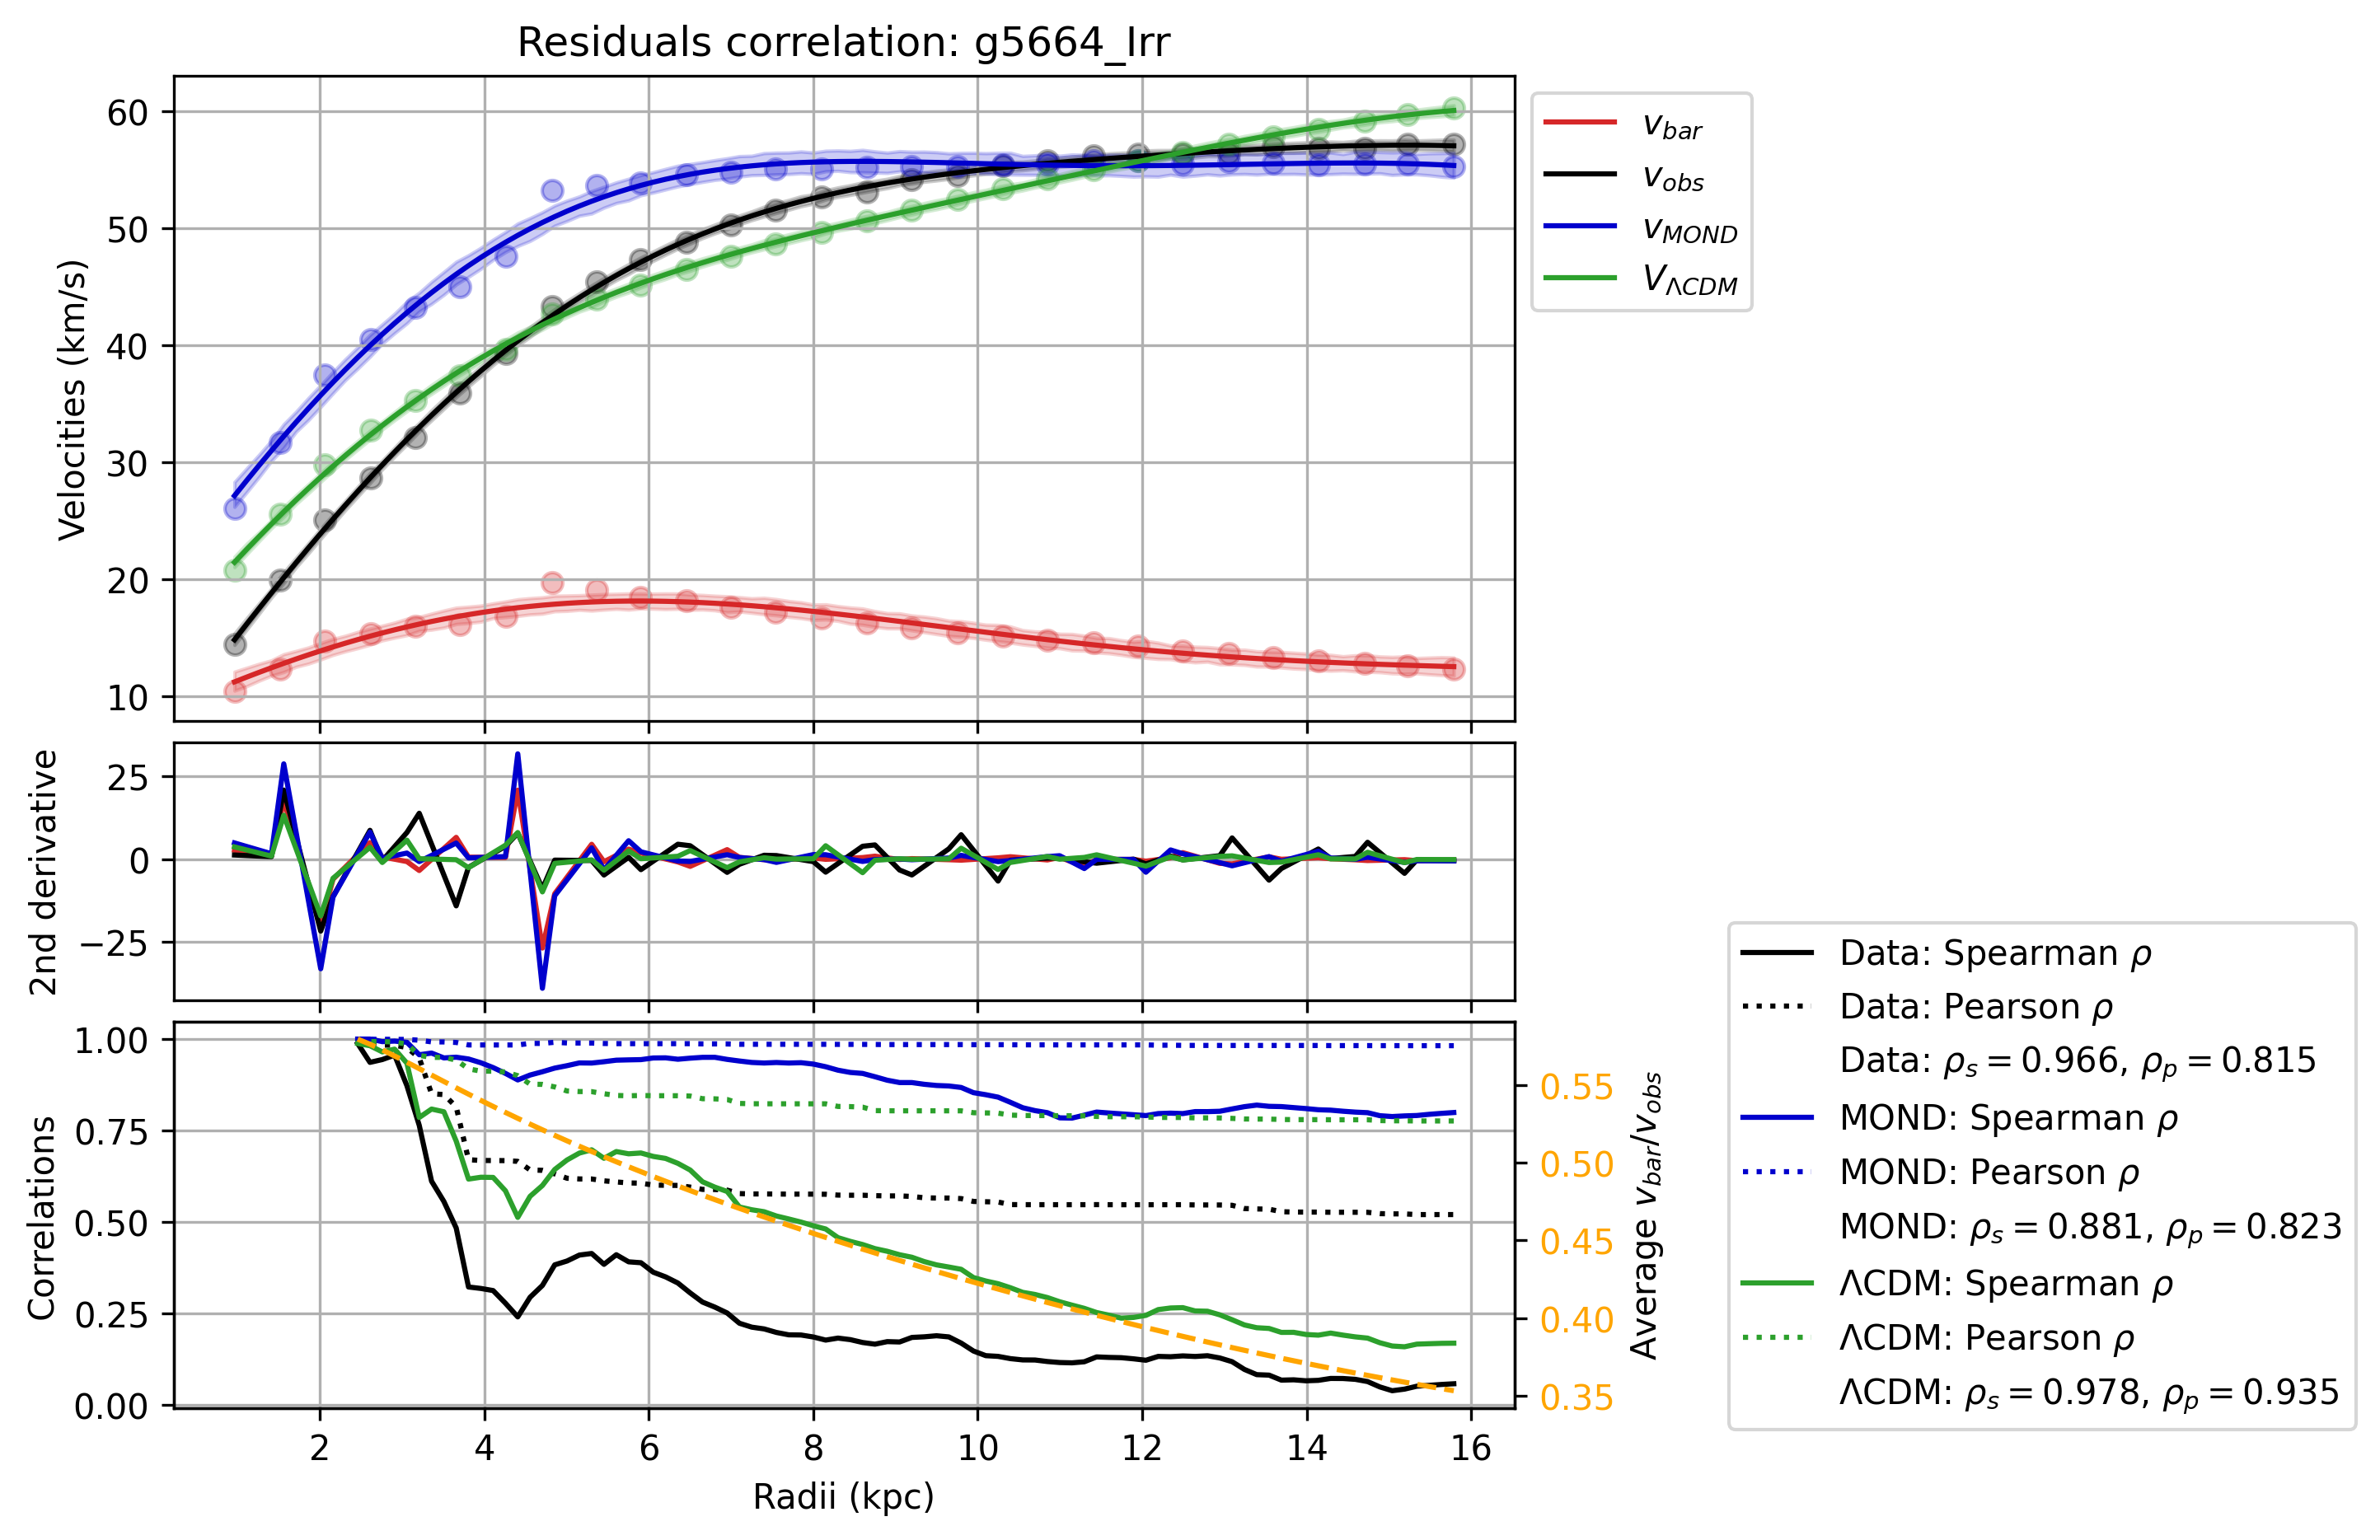 Residuals correlation: g5664_Irr
60
50
40
30
20
10
Velocities (km/s)
v_bar
v_obs
v_MOND
V_ΛCDM
25
0
−25
2nd derivative
1.00
0.75
0.50
0.25
0.00
Correlations
0.55
0.50
0.45
0.40
0.35
Average v_bar/v_obs
2 4 6 8 10 12 14 16
Radii (kpc)
Data: Spearman ρ
Data: Pearson ρ
Data: ρ_s = 0.966, ρ_p = 0.815
MOND: Spearman ρ
MOND: Pearson ρ
MOND: ρ_s = 0.881, ρ_p = 0.823
ΛCDM: Spearman ρ
ΛCDM: Pearson ρ
ΛCDM: ρ_s = 0.978, ρ_p = 0.935